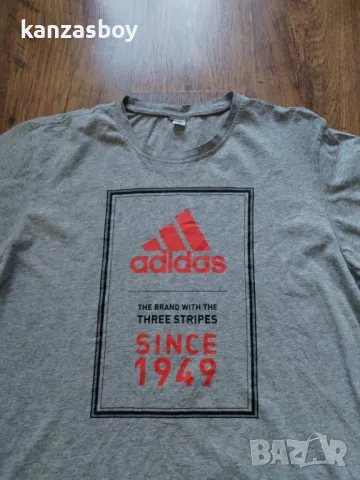 kanzasboy
adidas
THE BRAND WITH THE
THREE STRIPES
SINCE
1949
BAZAR